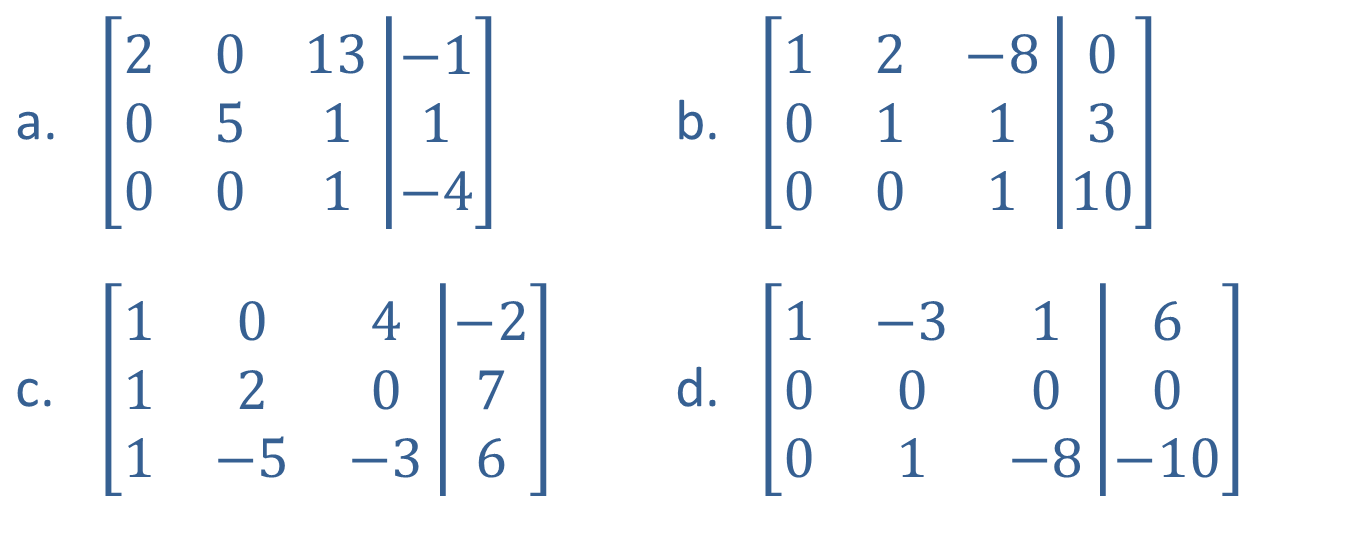 a. [2 0 13 | −1]
[0 5 1 | 1]
[0 0 1 | −4]
b. [1 2 −8 | 0]
[0 1 1 | 3]
[0 0 1 | 10]
c. [1 0 4 | −2]
[1 2 0 | 7]
[1 −5 −3 | 6]
d. [1 −3 1 | 6]
[0 0 0 | 0]
[0 1 −8 | −10]